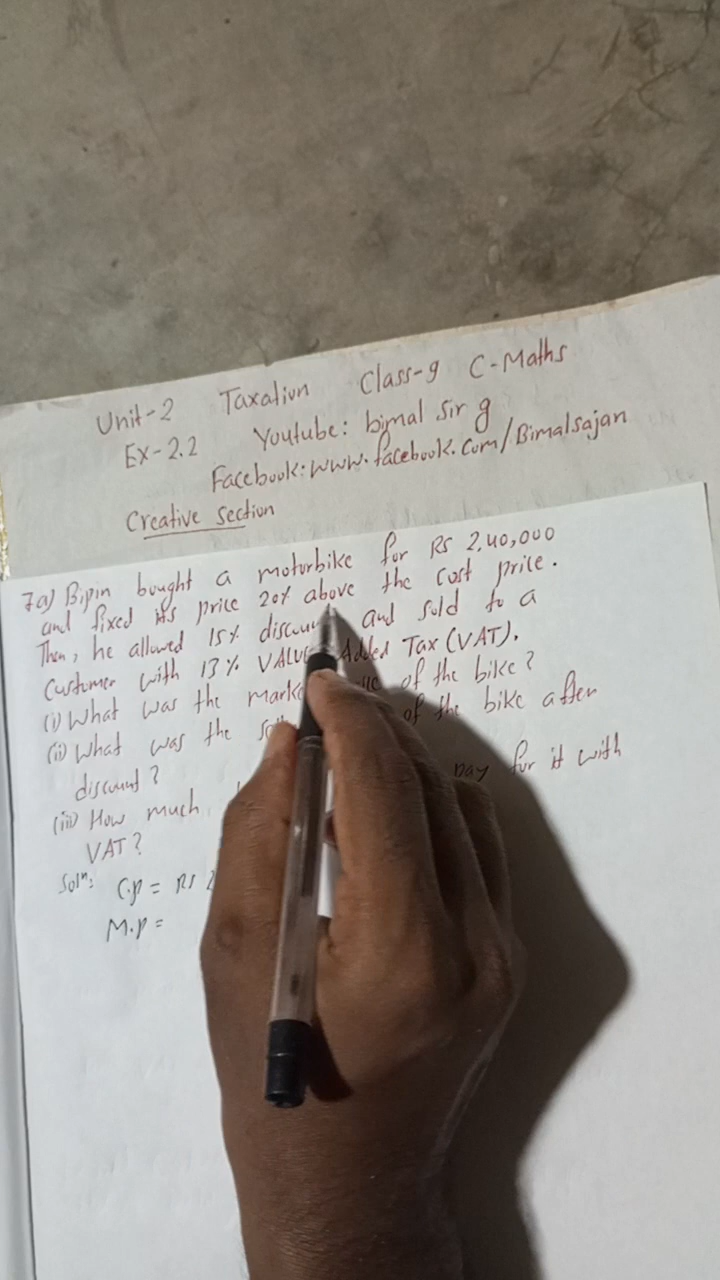 Unit-2 Taxation Class-9 C-Maths
Ex-2.2 Youtube: bimal sir g
Facebook: www.facebook.com/Bimalsajan
Creative section
7a) Bipin bought a motorbike for RS 2,40,000
and fixed its price 20% above the cost price.
Then, he allowed 15% discount and sold to a
customer with 13% VALUE Added Tax (VAT).
(i) What was the marked of the bike?
(ii) What was the of the bike after
discount?
(iii) How much pay for it with
VAT?
Solⁿ: C.p = RS 2
M.p =